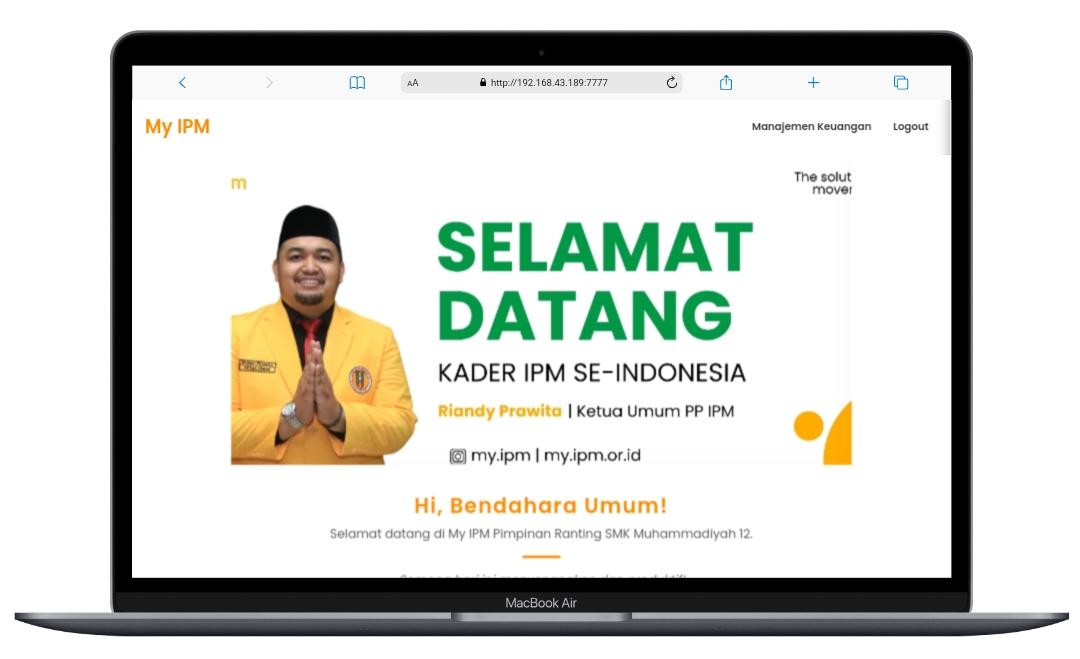 AA http://192.168.43.189:7777
My IPM
Manajemen Keuangan Logout
m
The solut
mover
SELAMAT
DATANG
KADER IPM SE-INDONESIA
Riandy Prawita | Ketua Umum PP IPM
my.ipm | my.ipm.or.id
Hi, Bendahara Umum!
Selamat datang di My IPM Pimpinan Ranting SMK Muhammadiyah 12.
MacBook Air